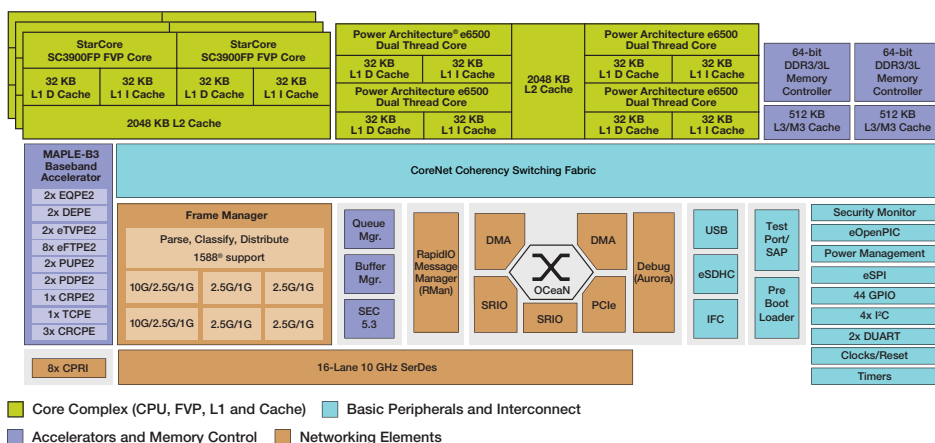 StarCore
SC3900FP FVP Core
StarCore
SC3900FP FVP Core
32 KB
L1 D Cache
32 KB
L1 I Cache
32 KB
L1 D Cache
32 KB
L1 I Cache
2048 KB L2 Cache
Power Architecture® e6500
Dual Thread Core
32 KB
L1 D Cache
32 KB
L1 I Cache
Power Architecture e6500
Dual Thread Core
32 KB
L1 D Cache
32 KB
L1 I Cache
2048 KB
L2 Cache
Power Architecture e6500
Dual Thread Core
32 KB
L1 D Cache
32 KB
L1 I Cache
Power Architecture e6500
Dual Thread Core
32 KB
L1 D Cache
32 KB
L1 I Cache
64-bit
DDR3/3L
Memory
Controller
64-bit
DDR3/3L
Memory
Controller
512 KB
L3/M3 Cache
512 KB
L3/M3 Cache
MAPLE-B3
Baseband
Accelerator
2x EQPE2
2x DEPE
2x eTVPE2
8x eFTPE2
2x PUPE2
2x PDPE2
1x CRPE2
1x TCPE
3x CRCPE
8x CPRI
CoreNet Coherency Switching Fabric
Frame Manager
Parse, Classify, Distribute
1588® support
10G/2.5G/1G
2.5G/1G
2.5G/1G
10G/2.5G/1G
2.5G/1G
2.5G/1G
Queue
Mgr.
Buffer
Mgr.
SEC
5.3
RapidIO
Message
Manager
(RMan)
DMA
DMA
OCeaN
SRIO
SRIO
PCIe
Debug
(Aurora)
USB
eSDHC
IFC
Test
Port/
SAP
Pre
Boot
Loader
Security Monitor
eOpenPIC
Power Management
eSPI
44 GPIO
4x I²C
2x DUART
Clocks/Reset
Timers
16-Lane 10 GHz SerDes
Core Complex (CPU, FVP, L1 and Cache)
Basic Peripherals and Interconnect
Accelerators and Memory Control
Networking Elements